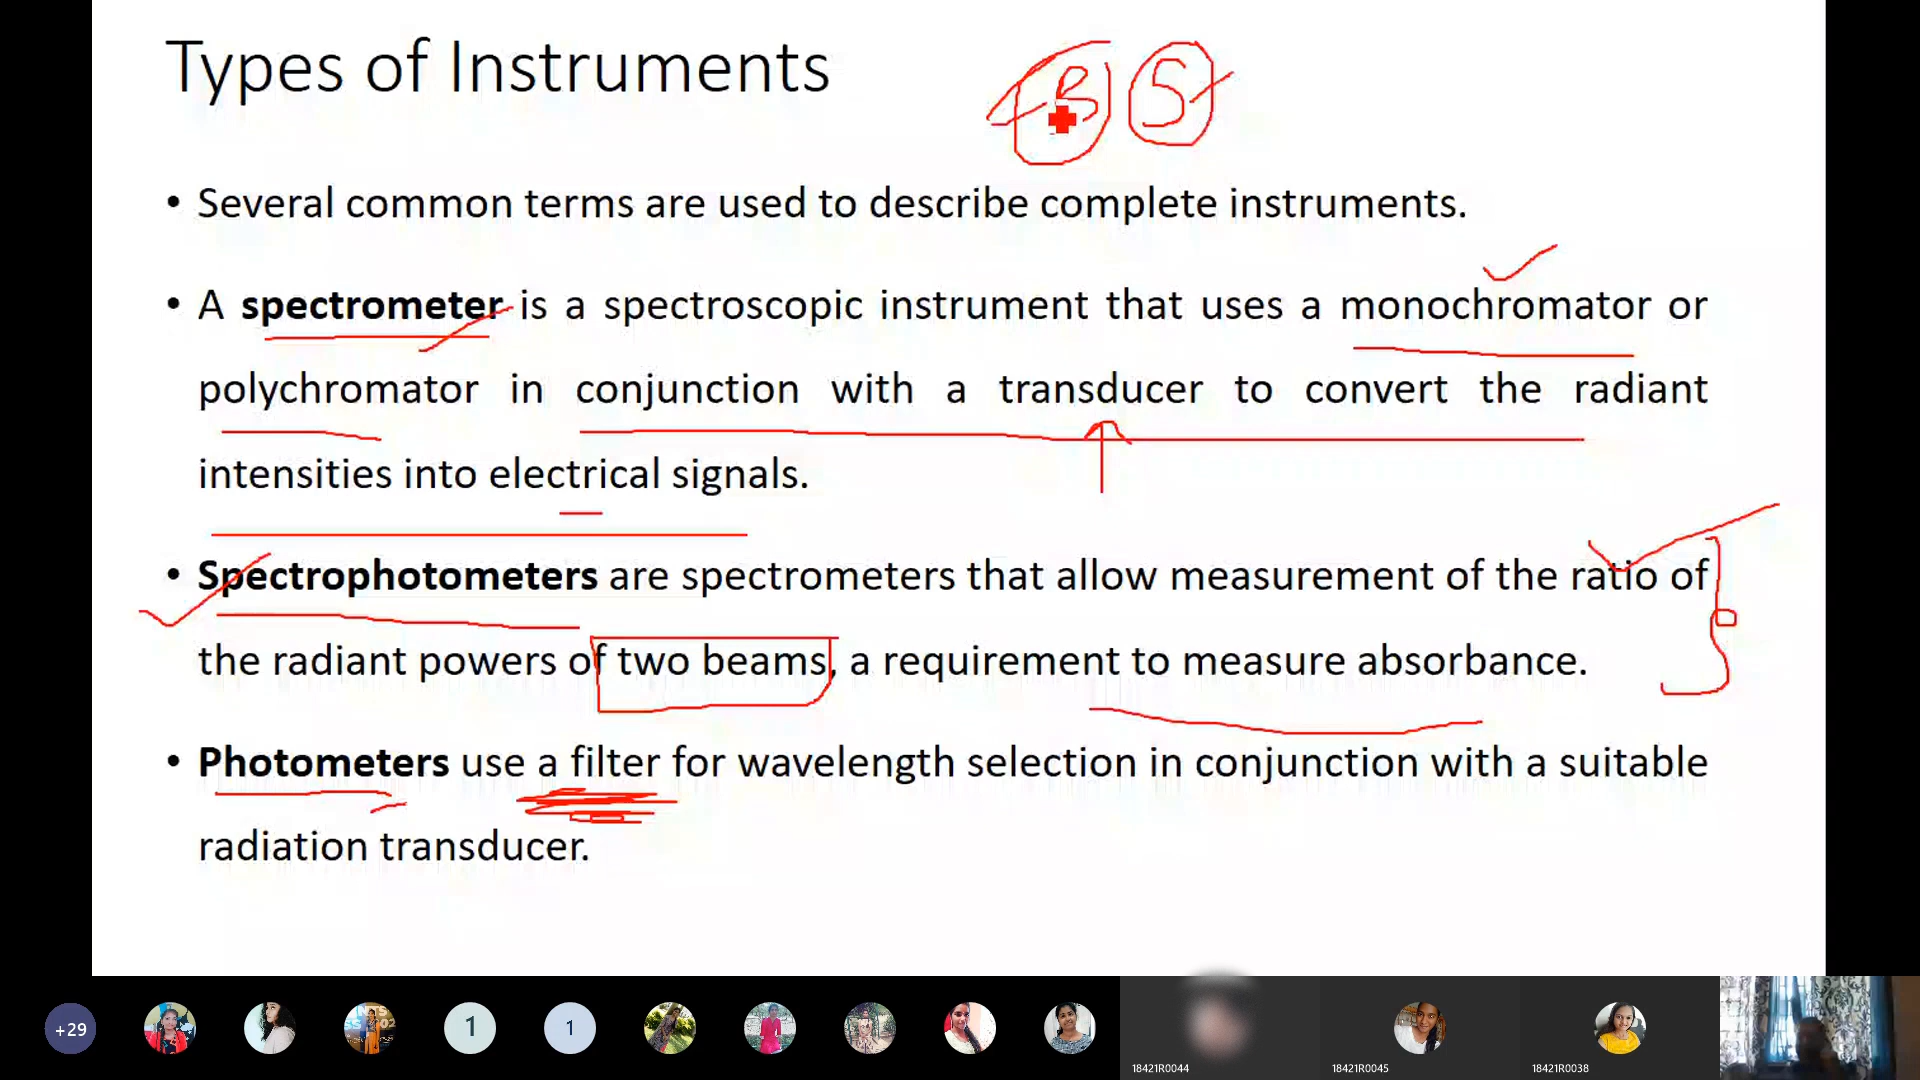 Types of Instruments
B S
• Several common terms are used to describe complete instruments.
• A spectrometer is a spectroscopic instrument that uses a monochromator or
polychromator in conjunction with a transducer to convert the radiant
intensities into electrical signals.
• Spectrophotometers are spectrometers that allow measurement of the ratio of
the radiant powers of two beams, a requirement to measure absorbance.
• Photometers use a filter for wavelength selection in conjunction with a suitable
radiation transducer.
+29
1
1
18421R0044
18421R0045
18421R0038